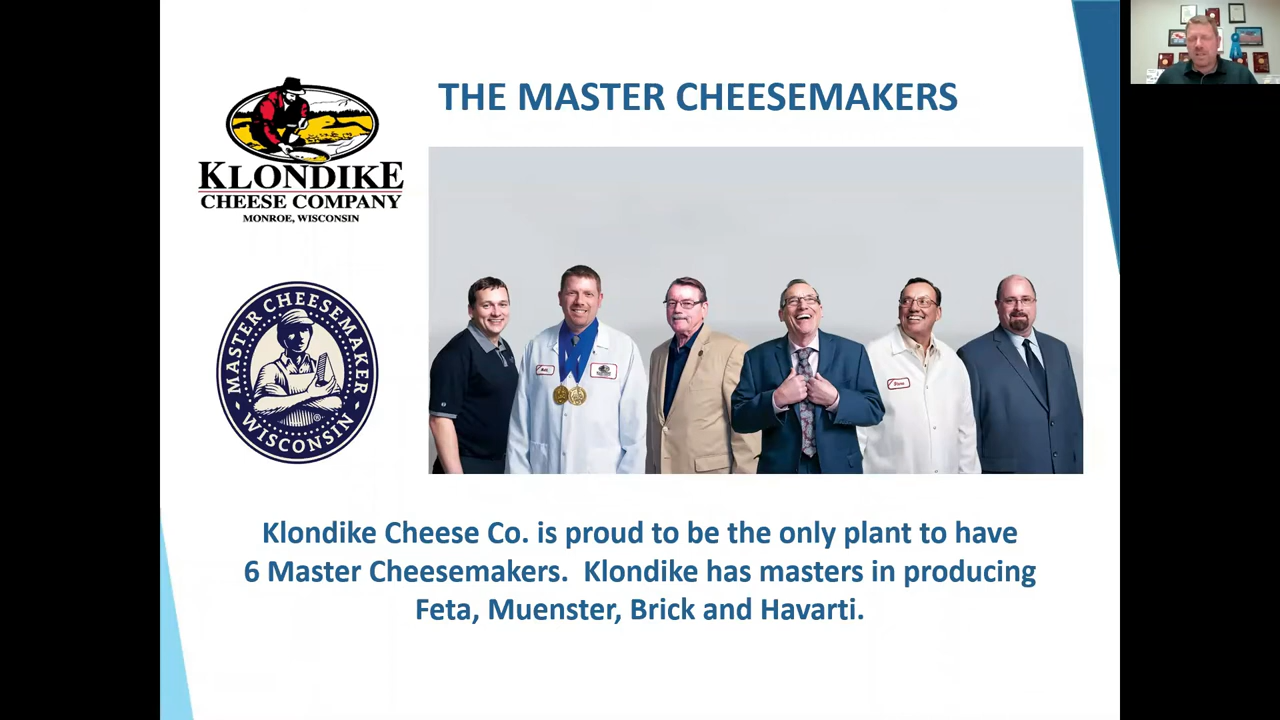 THE MASTER CHEESEMAKERS
KLONDIKE
CHEESE COMPANY
MONROE, WISCONSIN
MASTER CHEESEMAKER
WISCONSIN
®
Klondike Cheese Co. is proud to be the only plant to have
6 Master Cheesemakers. Klondike has masters in producing
Feta, Muenster, Brick and Havarti.